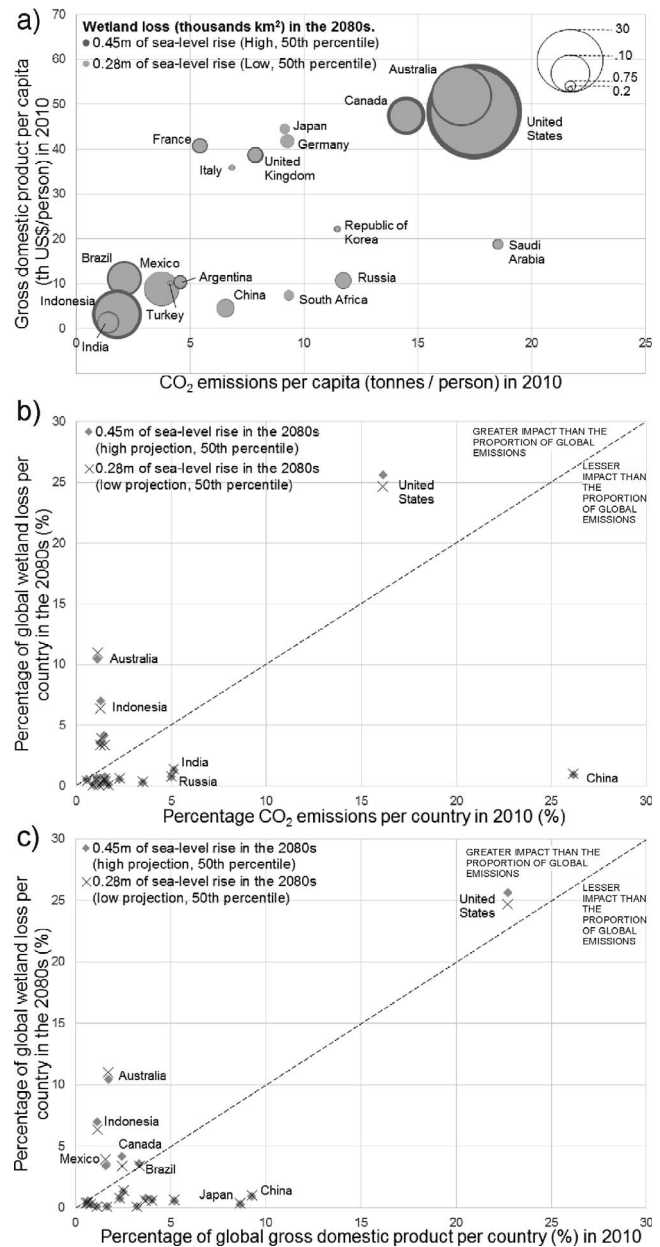 a)
Wetland loss (thousands km²) in the 2080s.
0.45m of sea-level rise (High, 50th percentile)
0.28m of sea-level rise (Low, 50th percentile)
30
10
0.75
0.2
Gross domestic product per capita
(th US$/person) in 2010
70
60
50
40
30
20
10
0
Australia
Canada
United
States
France
Japan
Germany
Italy
United
Kingdom
Republic of
Korea
Saudi
Arabia
Brazil
Mexico
Argentina
Russia
Indonesia
Turkey
China
South Africa
India
0 5 10 15 20 25
CO₂ emissions per capita (tonnes / person) in 2010
b)
0.45m of sea-level rise in the 2080s
(high projection, 50th percentile)
0.28m of sea-level rise in the 2080s
(low projection, 50th percentile)
GREATER IMPACT THAN THE
PROPORTION OF GLOBAL
EMISSIONS
LESSER
IMPACT THAN
THE
PROPORTION
OF GLOBAL
EMISSIONS
Percentage of global wetland loss per
country in the 2080s (%)
30
25
20
15
10
5
0
United
States
Australia
Indonesia
India
Russia
China
0 5 10 15 20 25 30
Percentage CO₂ emissions per country in 2010 (%)
c)
0.45m of sea-level rise in the 2080s
(high projection, 50th percentile)
0.28m of sea-level rise in the 2080s
(low projection, 50th percentile)
GREATER IMPACT THAN THE
PROPORTION OF GLOBAL
EMISSIONS
LESSER
IMPACT THAN
THE
PROPORTION
OF GLOBAL
EMISSIONS
Percentage of global wetland loss per
country in the 2080s (%)
30
25
20
15
10
5
0
United
States
Australia
Indonesia
Canada
Mexico
Brazil
Japan
China
0 5 10 15 20 25 30
Percentage of global gross domestic product per country (%) in 2010